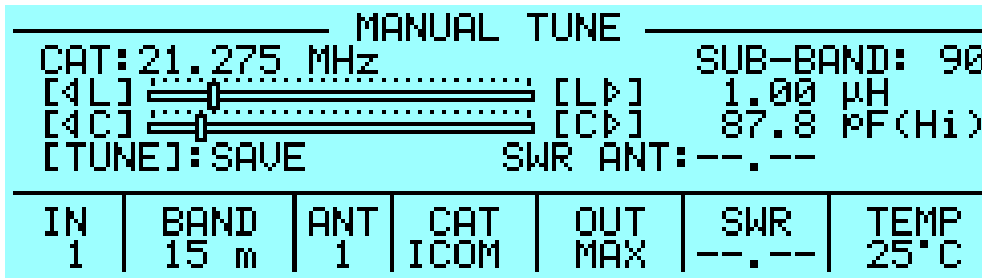 MANUAL TUNE
CAT:21.275 MHz SUB-BAND: 90
[◁L] [L▷] 1.00 µH
[◁C] [C▷] 87.8 pF(Hi)
[TUNE]:SAVE SWR ANT:--.--
IN BAND ANT CAT OUT SWR TEMP
1 15 m 1 ICOM MAX --.-- 25°C